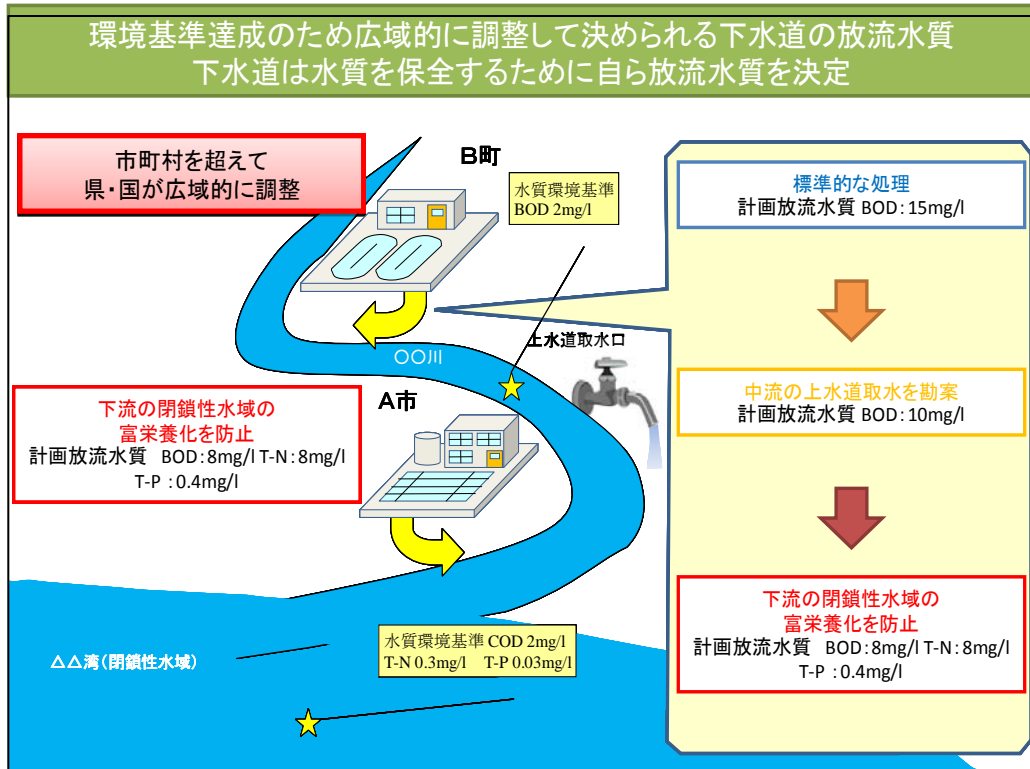 環境基準達成のため広域的に調整して決められる下水道の放流水質
下水道は水質を保全するために自ら放流水質を決定
市町村を超えて
県・国が広域的に調整
B町
水質環境基準
BOD 2mg/l
標準的な処理
計画放流水質 BOD:15mg/l
〇〇川
上水道取水口
中流の上水道取水を勘案
計画放流水質 BOD:10mg/l
A市
下流の閉鎖性水域の
富栄養化を防止
計画放流水質 BOD:8mg/l T-N:8mg/l
T-P :0.4mg/l
下流の閉鎖性水域の
富栄養化を防止
計画放流水質 BOD:8mg/l T-N:8mg/l
T-P :0.4mg/l
水質環境基準 COD 2mg/l
T-N 0.3mg/l T-P 0.03mg/l
△△湾(閉鎖性水域)